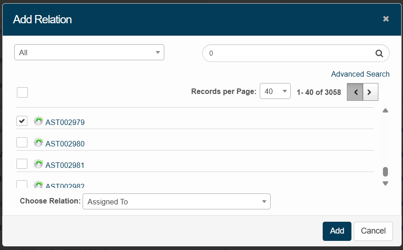 Add Relation
All
0
Advanced Search
Records per Page: 40 1- 40 of 3058
AST002979
AST002980
AST002981
AST002982
Choose Relation: Assigned To
Add Cancel